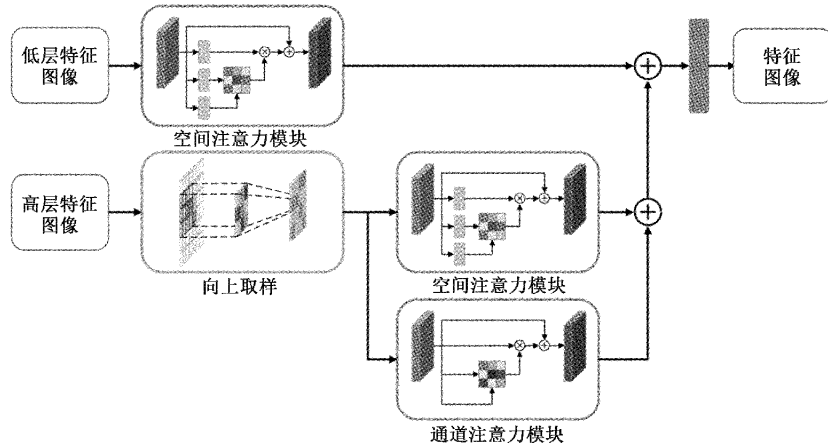 低层特征
图像
空间注意力模块
特征
图像
高层特征
图像
向上取样
空间注意力模块
通道注意力模块